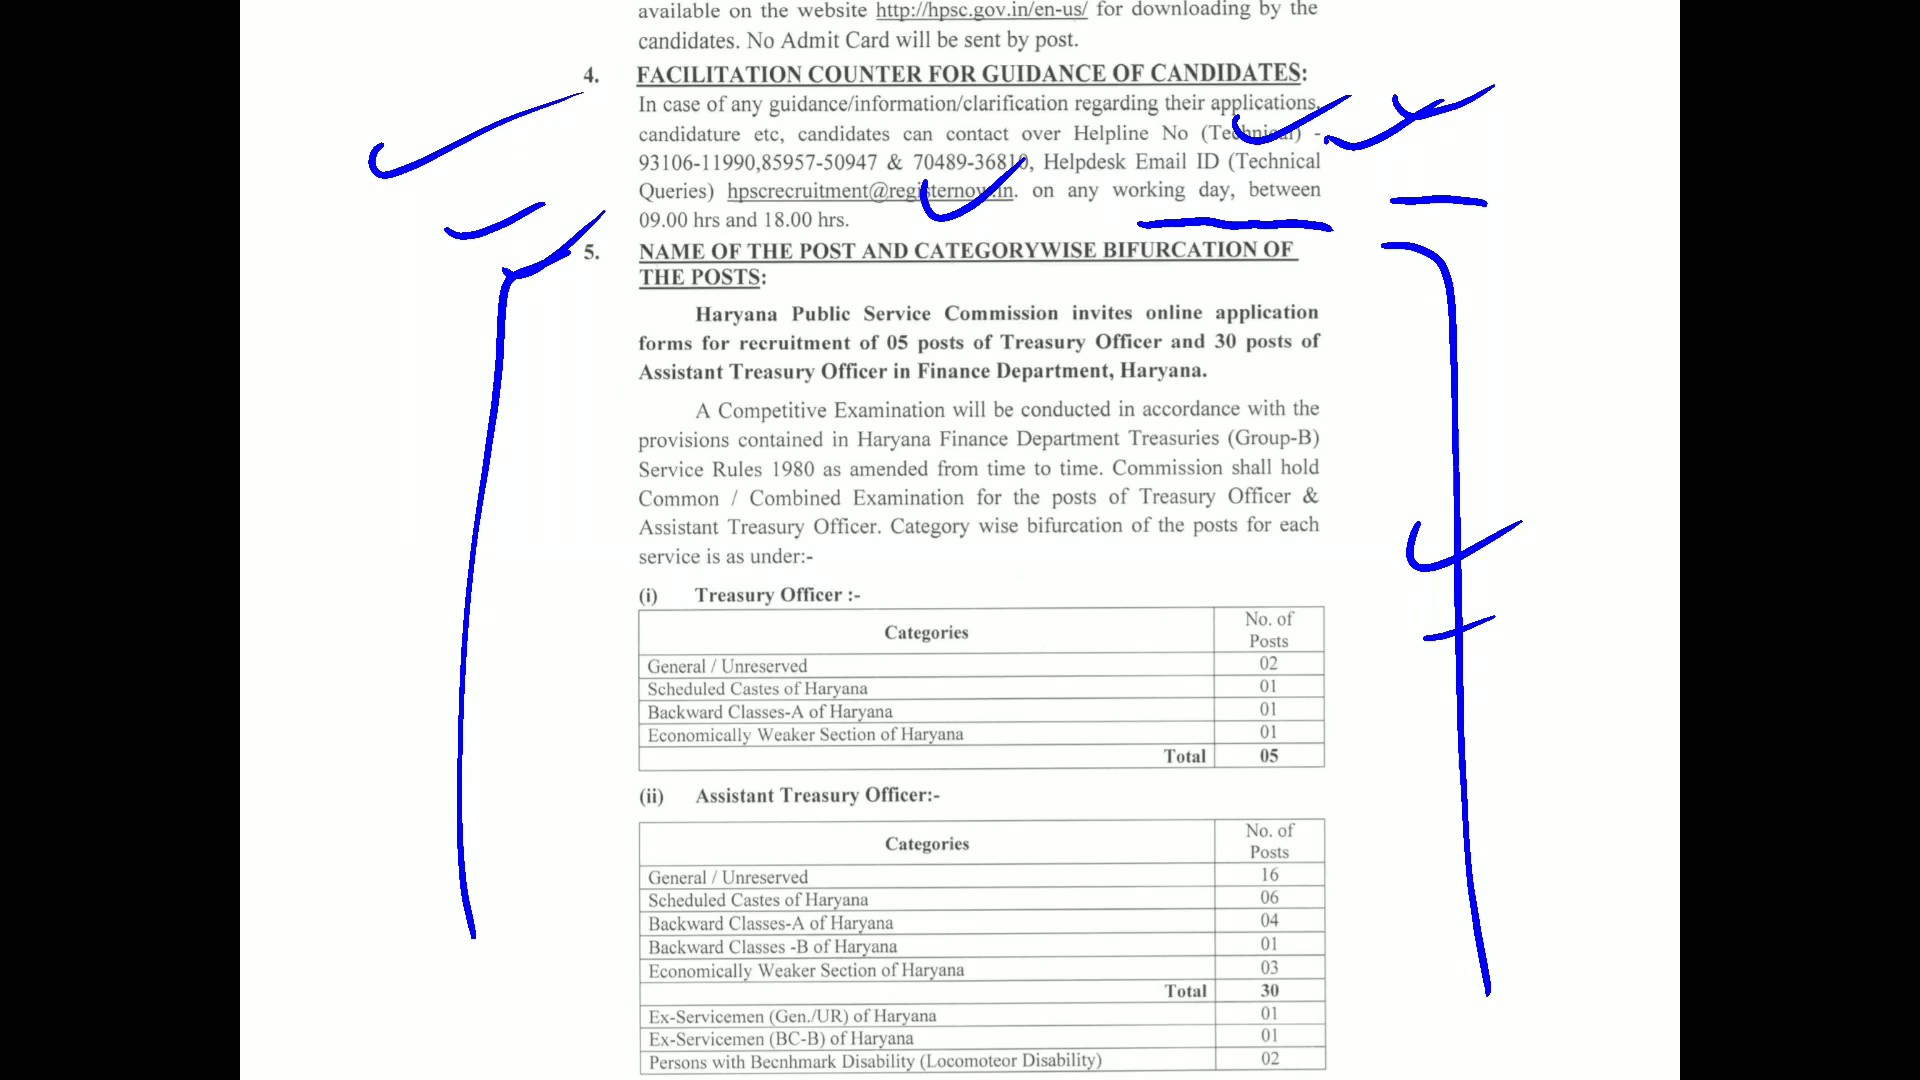 available on the website http://hpsc.gov.in/en-us/ for downloading by the
candidates. No Admit Card will be sent by post.
4. FACILITATION COUNTER FOR GUIDANCE OF CANDIDATES:
In case of any guidance/information/clarification regarding their applications,
candidature etc, candidates can contact over Helpline No (Technical) -
93106-11990,85957-50947 & 70489-36810, Helpdesk Email ID (Technical
Queries) hpscrecruitment@registernow.in. on any working day, between
09.00 hrs and 18.00 hrs.
5. NAME OF THE POST AND CATEGORYWISE BIFURCATION OF
THE POSTS:
Haryana Public Service Commission invites online application
forms for recruitment of 05 posts of Treasury Officer and 30 posts of
Assistant Treasury Officer in Finance Department, Haryana.
A Competitive Examination will be conducted in accordance with the
provisions contained in Haryana Finance Department Treasuries (Group-B)
Service Rules 1980 as amended from time to time. Commission shall hold
Common / Combined Examination for the posts of Treasury Officer &
Assistant Treasury Officer. Category wise bifurcation of the posts for each
service is as under:-
(i) Treasury Officer :-
Categories No. of Posts
General / Unreserved 02
Scheduled Castes of Haryana 01
Backward Classes-A of Haryana 01
Economically Weaker Section of Haryana 01
Total 05
(ii) Assistant Treasury Officer:-
Categories No. of Posts
General / Unreserved 16
Scheduled Castes of Haryana 06
Backward Classes-A of Haryana 04
Backward Classes -B of Haryana 01
Economically Weaker Section of Haryana 03
Total 30
Ex-Servicemen (Gen./UR) of Haryana 01
Ex-Servicemen (BC-B) of Haryana 01
Persons with Becnhmark Disability (Locomoteor Disability) 02